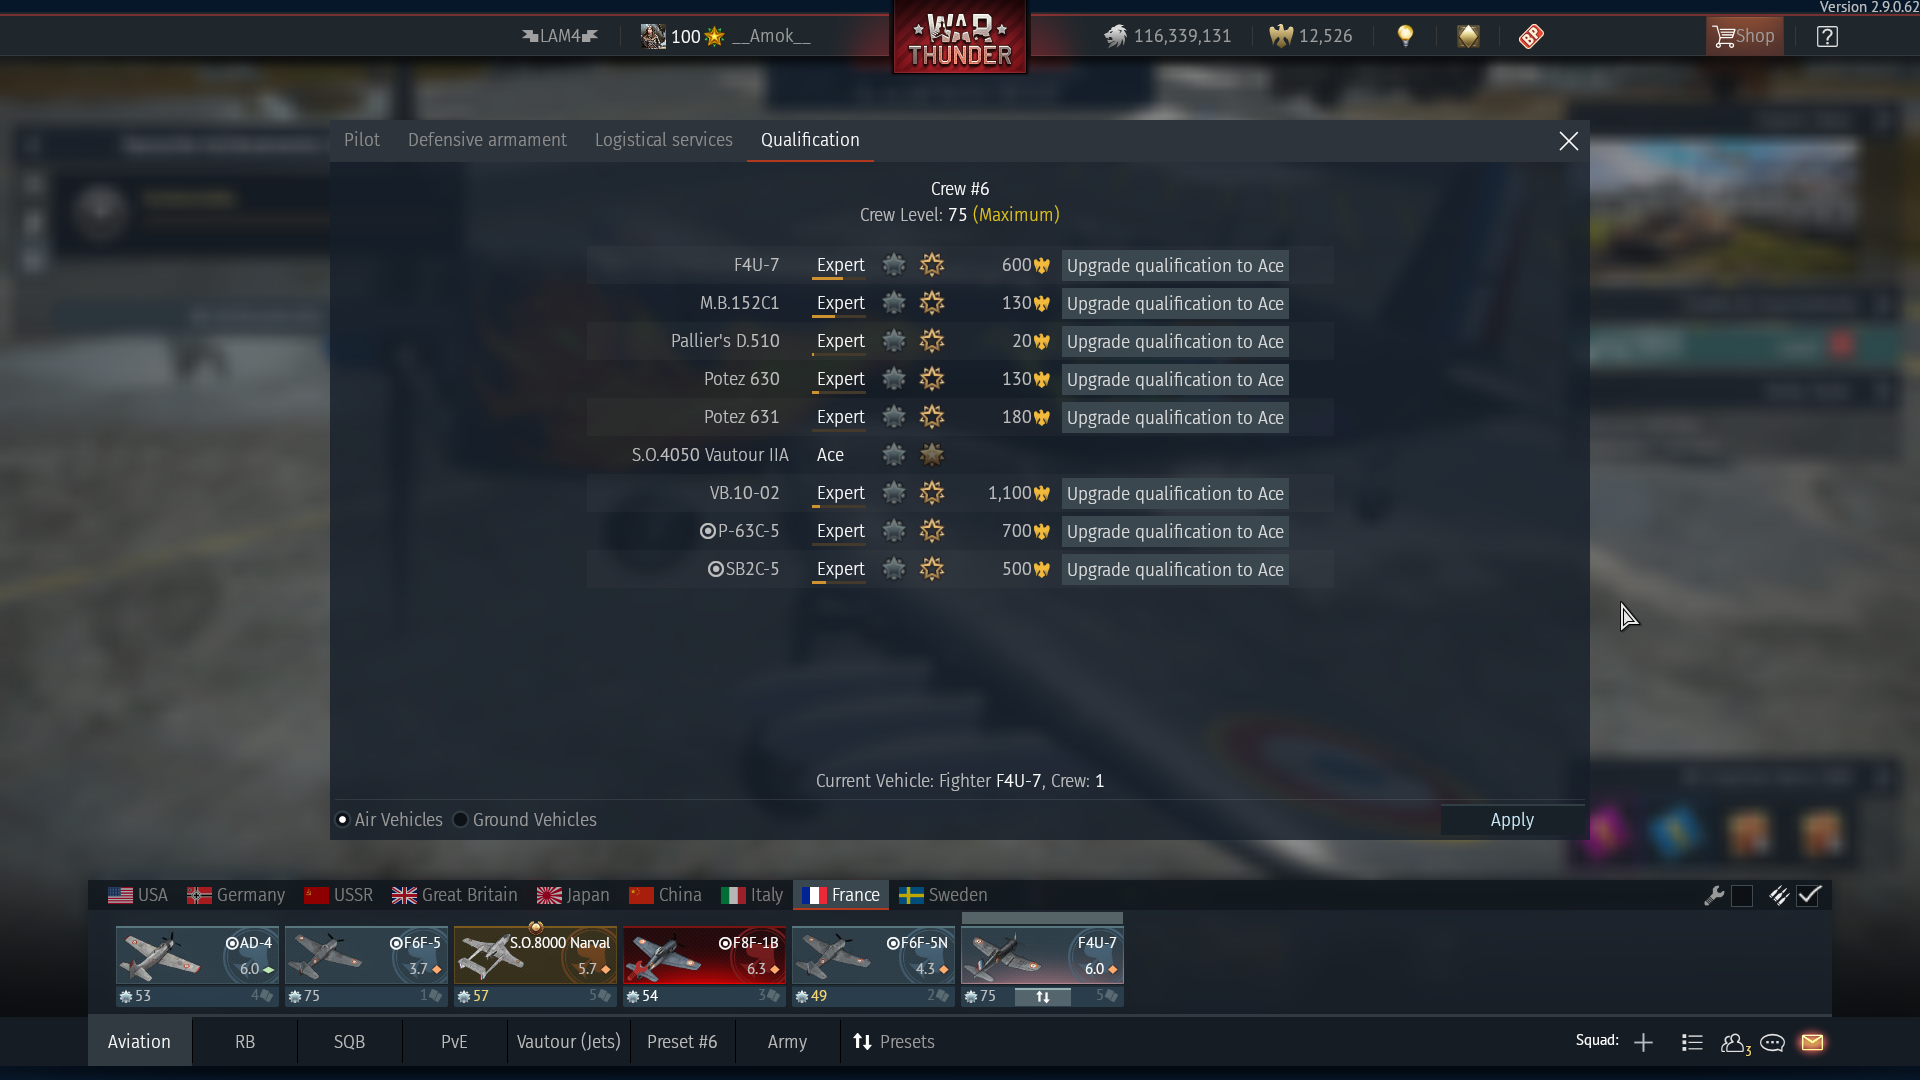 Version 2.9.0.62
LAM4 100 __Amok__ WAR THUNDER 116,339,131 12,526 BP Shop ?
Pilot Defensive armament Logistical services Qualification
Crew #6
Crew Level: 75 (Maximum)
F4U-7 Expert 600 Upgrade qualification to Ace
M.B.152C1 Expert 130 Upgrade qualification to Ace
Pallier's D.510 Expert 20 Upgrade qualification to Ace
Potez 630 Expert 130 Upgrade qualification to Ace
Potez 631 Expert 180 Upgrade qualification to Ace
S.O.4050 Vautour IIA Ace
VB.10-02 Expert 1,100 Upgrade qualification to Ace
P-63C-5 Expert 700 Upgrade qualification to Ace
SB2C-5 Expert 500 Upgrade qualification to Ace
Current Vehicle: Fighter F4U-7, Crew: 1
Air Vehicles Ground Vehicles Apply
USA Germany USSR Great Britain Japan China Italy France Sweden
AD-4 F6F-5 S.O.8000 Narval F8F-1B F6F-5N F4U-7
6.0 3.7 5.7 6.3 4.3 6.0
53 4 75 1 57 5 54 3 49 2 75 5
Aviation RB SQB PvE Vautour (Jets) Preset #6 Army Presets Squad: 3